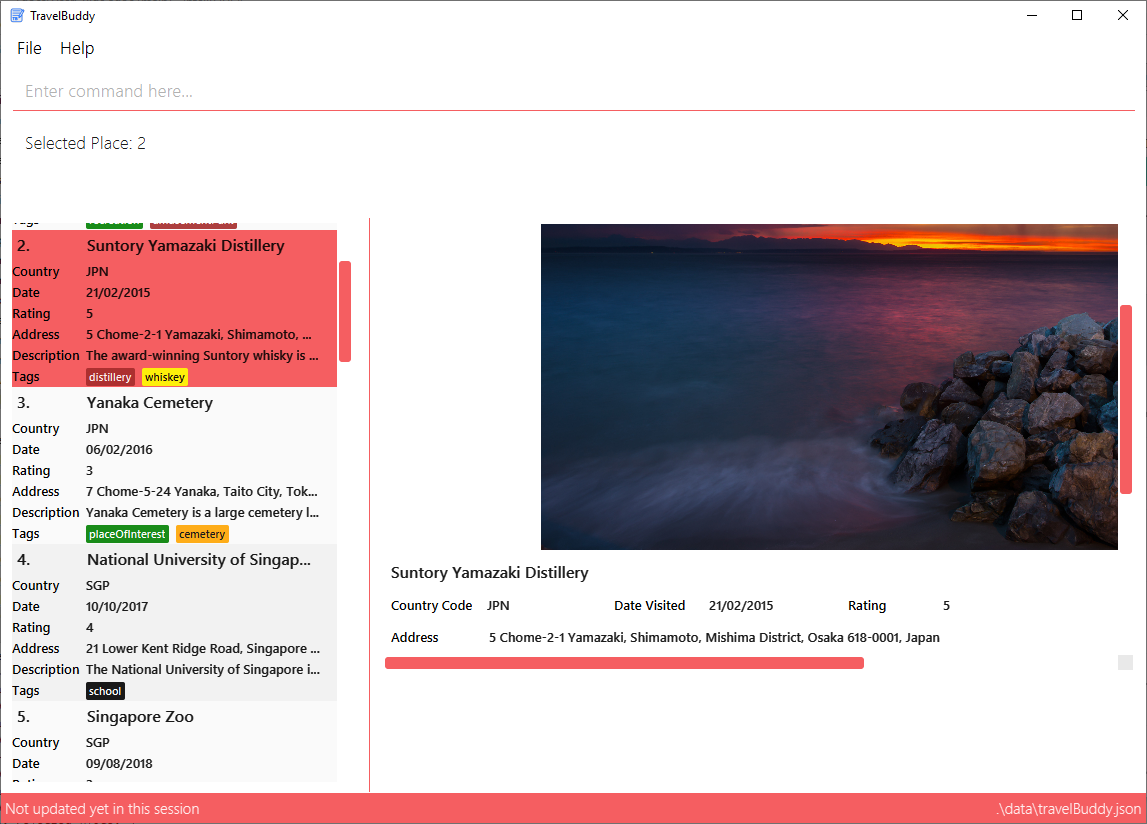 TravelBuddy
File Help
Enter command here...
Selected Place: 2
2. Suntory Yamazaki Distillery
Country JPN
Date 21/02/2015
Rating 5
Address 5 Chome-2-1 Yamazaki, Shimamoto, ...
Description The award-winning Suntory whisky is ...
Tags distillery whiskey
3. Yanaka Cemetery
Country JPN
Date 06/02/2016
Rating 3
Address 7 Chome-5-24 Yanaka, Taito City, Tok...
Description Yanaka Cemetery is a large cemetery l...
Tags placeOfInterest cemetery
4. National University of Singap...
Country SGP
Date 10/10/2017
Rating 4
Address 21 Lower Kent Ridge Road, Singapore ...
Description The National University of Singapore i...
Tags school
5. Singapore Zoo
Country SGP
Date 09/08/2018
Suntory Yamazaki Distillery
Country Code JPN Date Visited 21/02/2015 Rating 5
Address 5 Chome-2-1 Yamazaki, Shimamoto, Mishima District, Osaka 618-0001, Japan
Not updated yet in this session .\data\travelBuddy.json